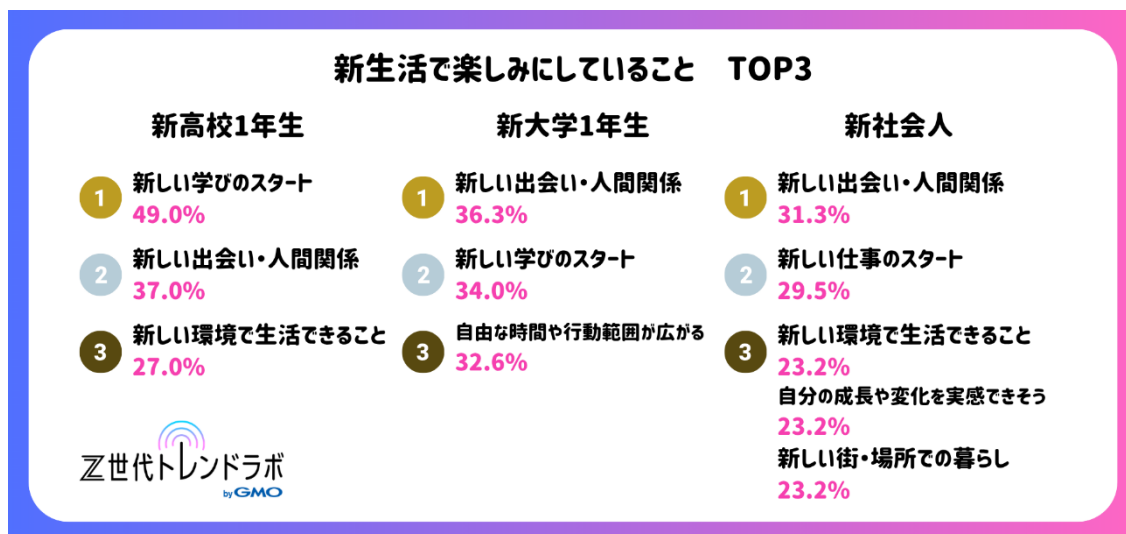 新生活で楽しみにしていること TOP3
新高校1年生
1
新しい学びのスタート
49.0%
2
新しい出会い・人間関係
37.0%
3
新しい環境で生活できること
27.0%
新大学1年生
1
新しい出会い・人間関係
36.3%
2
新しい学びのスタート
34.0%
3
自由な時間や行動範囲が広がる
32.6%
新社会人
1
新しい出会い・人間関係
31.3%
2
新しい仕事のスタート
29.5%
3
新しい環境で生活できること
23.2%
自分の成長や変化を実感できそう
23.2%
新しい街・場所での暮らし
23.2%
Z世代トレンドラボ
by GMO